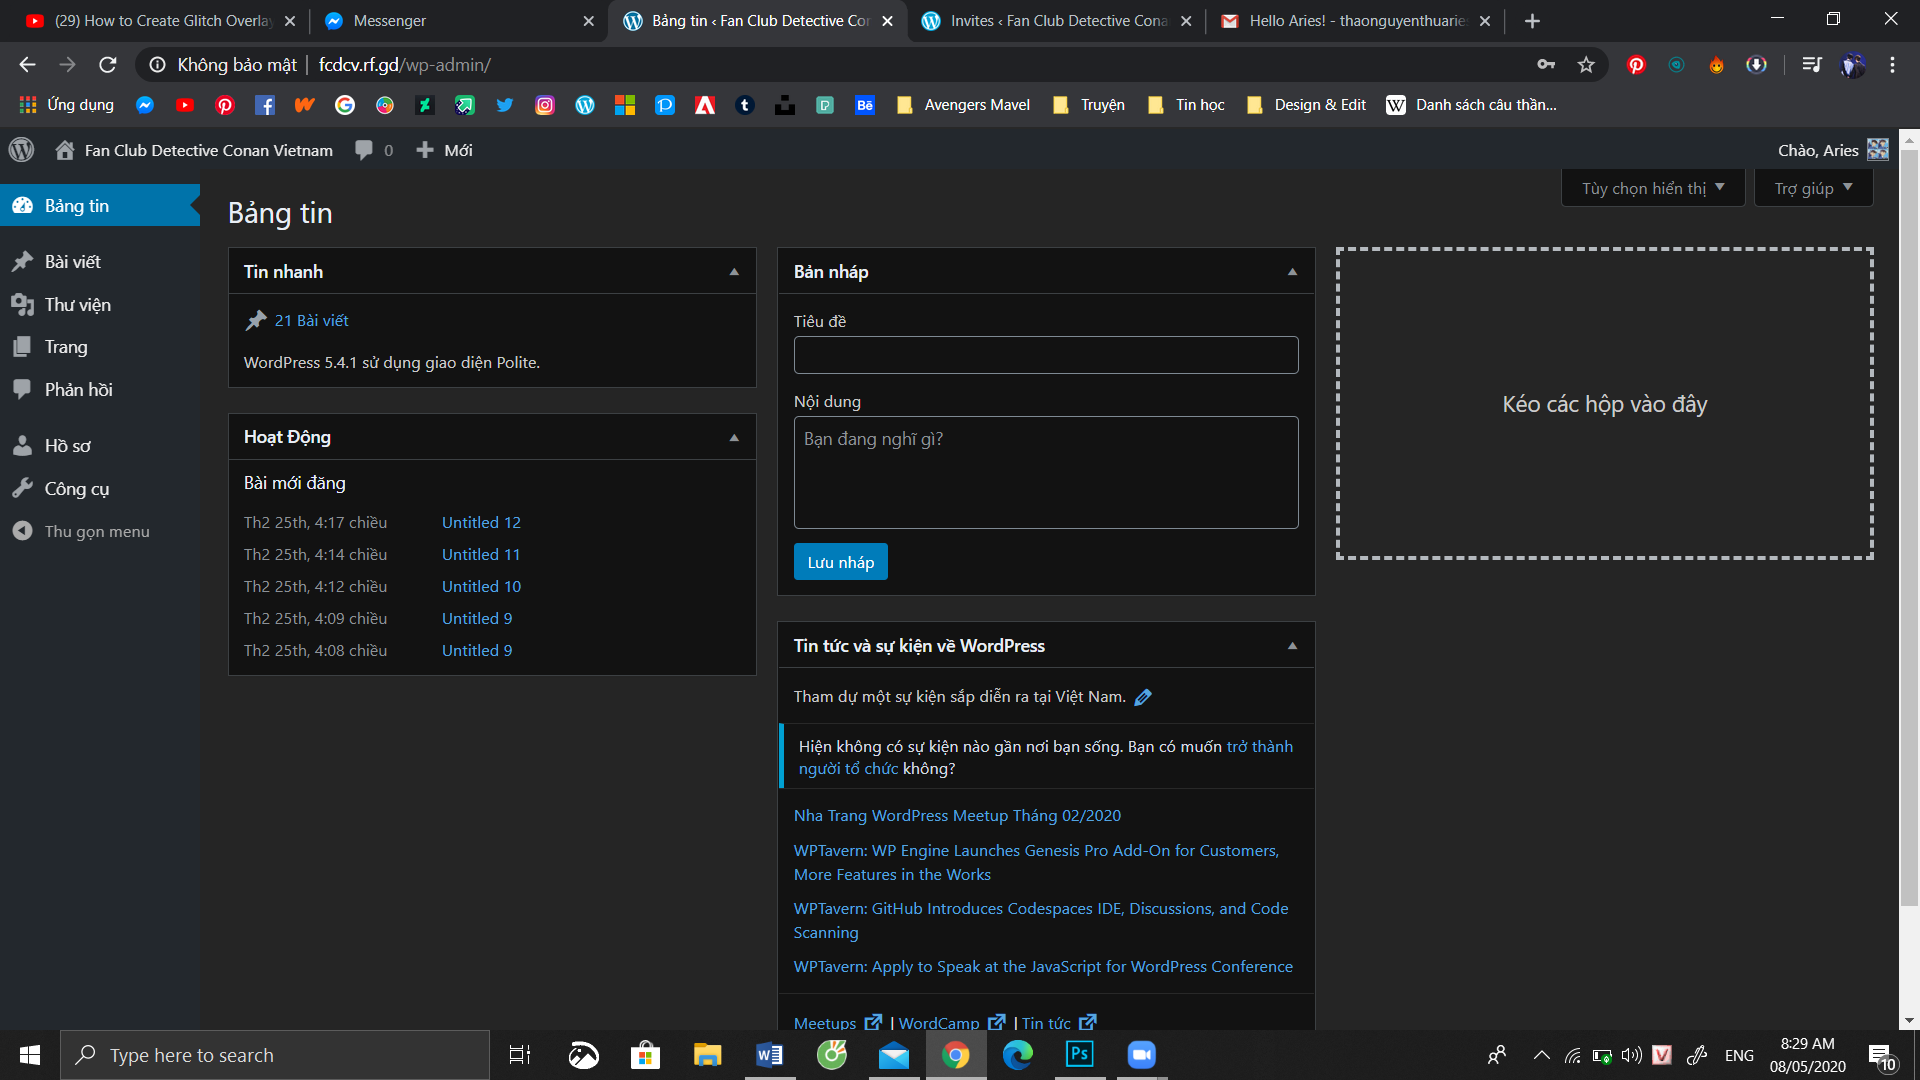 (29) How to Create Glitch Overlay
Messenger
Bảng tin ‹ Fan Club Detective Con
Invites ‹ Fan Club Detective Cona
Hello Aries! - thaonguyenthuaries
Không bảo mật | fcdcv.rf.gd/wp-admin/
Ứng dụng
Avengers Mavel
Truyện
Tin học
Design & Edit
Danh sách câu thần...
Fan Club Detective Conan Vietnam
0
Mới
Chào, Aries
Tùy chọn hiển thị
Trợ giúp
Bảng tin
Bài viết
Thư viện
Trang
Phản hồi
Hồ sơ
Công cụ
Thu gọn menu
Bảng tin
Tin nhanh
21 Bài viết
WordPress 5.4.1 sử dụng giao diện Polite.
Hoạt Động
Bài mới đăng
Th2 25th, 4:17 chiều Untitled 12
Th2 25th, 4:14 chiều Untitled 11
Th2 25th, 4:12 chiều Untitled 10
Th2 25th, 4:09 chiều Untitled 9
Th2 25th, 4:08 chiều Untitled 9
Bản nháp
Tiêu đề
Nội dung
Bạn đang nghĩ gì?
Lưu nháp
Tin tức và sự kiện về WordPress
Tham dự một sự kiện sắp diễn ra tại Việt Nam.
Hiện không có sự kiện nào gần nơi bạn sống. Bạn có muốn trở thành
người tổ chức không?
Nha Trang WordPress Meetup Tháng 02/2020
WPTavern: WP Engine Launches Genesis Pro Add-On for Customers,
More Features in the Works
WPTavern: GitHub Introduces Codespaces IDE, Discussions, and Code
Scanning
WPTavern: Apply to Speak at the JavaScript for WordPress Conference
Meetups | WordCamp | Tin tức
Kéo các hộp vào đây
Type here to search
ENG
8:29 AM
08/05/2020
10